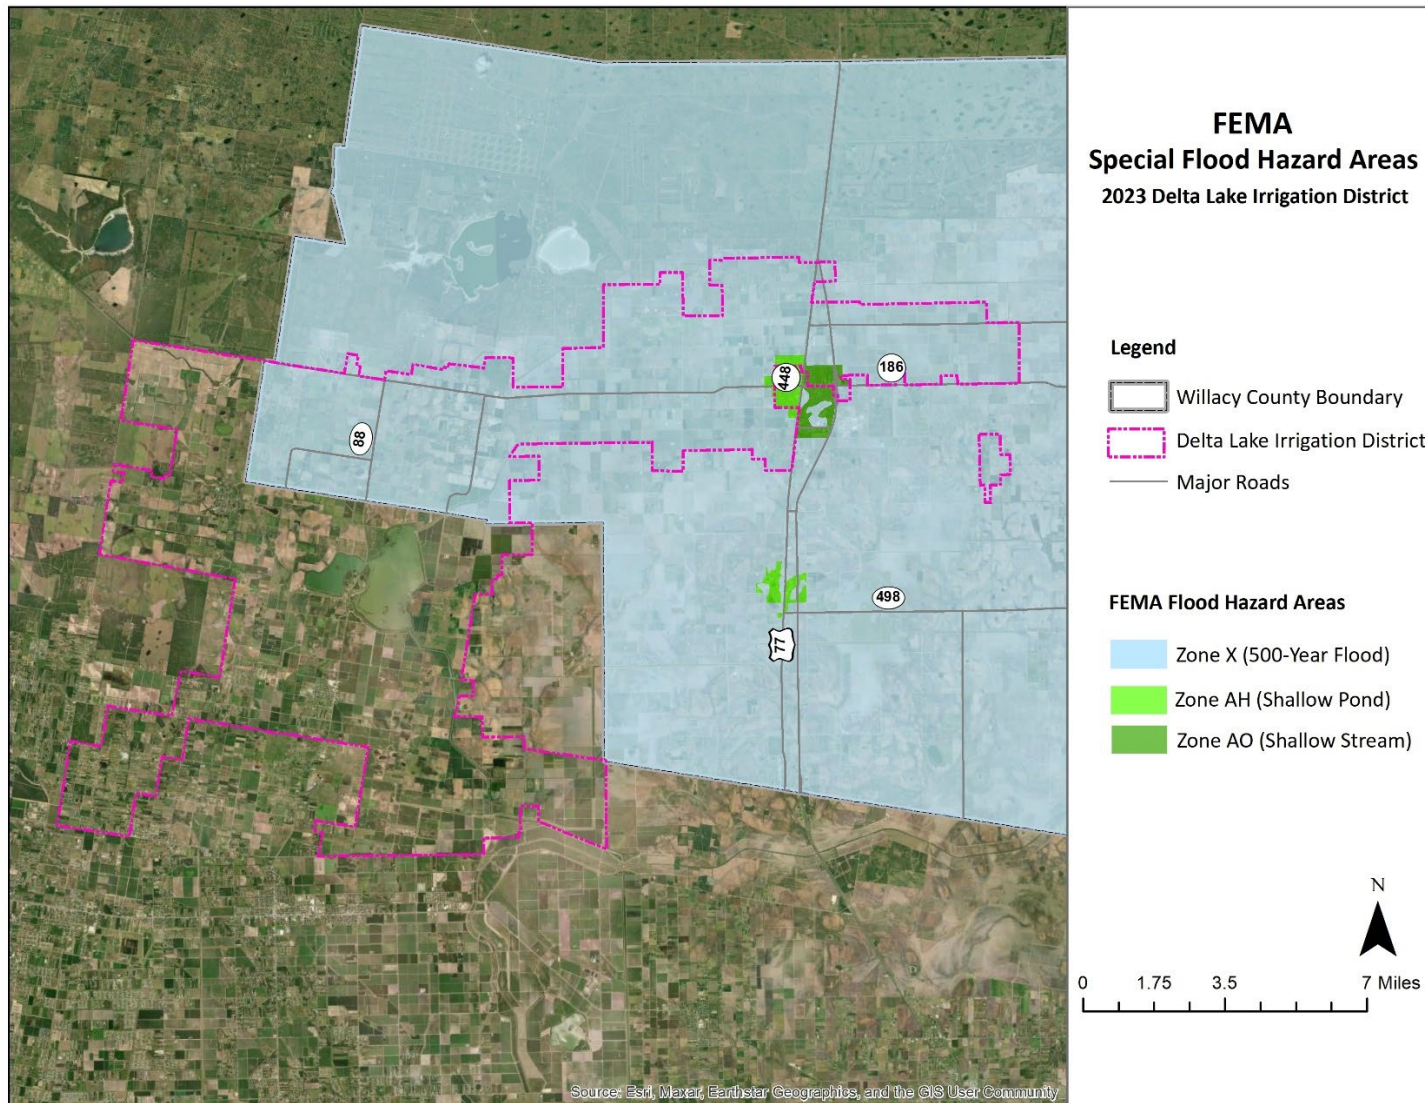 FEMA
Special Flood Hazard Areas
2023 Delta Lake Irrigation District
Legend
Willacy County Boundary
Delta Lake Irrigation District
Major Roads
FEMA Flood Hazard Areas
Zone X (500-Year Flood)
Zone AH (Shallow Pond)
Zone AO (Shallow Stream)
448
186
88
498
77
N
0 1.75 3.5 7 Miles
Source: Esri, Maxar, Earthstar Geographics, and the GIS User Community